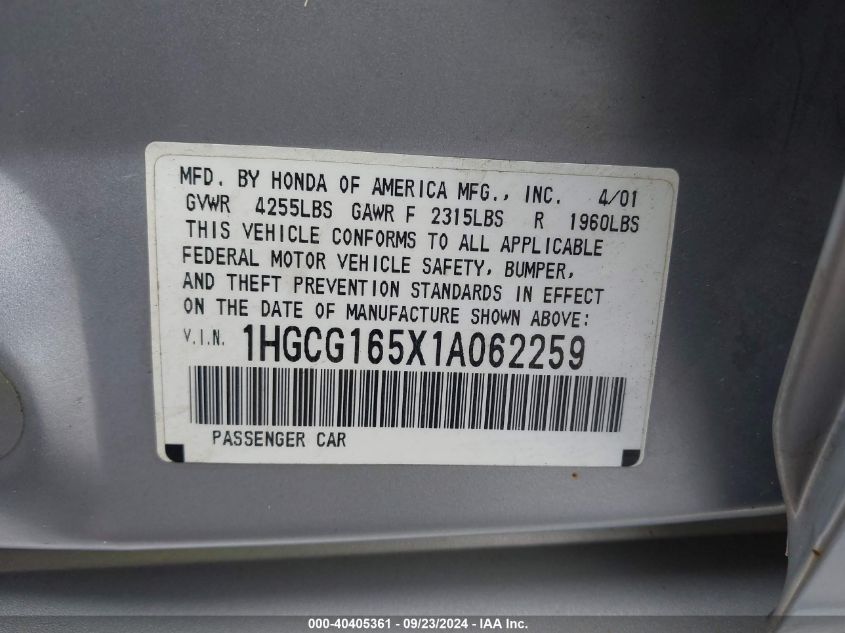 MFD. BY HONDA OF AMERICA MFG., INC. 4/01
GVWR 4255LBS GAWR F 2315LBS R 1960LBS
THIS VEHICLE CONFORMS TO ALL APPLICABLE
FEDERAL MOTOR VEHICLE SAFETY, BUMPER,
AND THEFT PREVENTION STANDARDS IN EFFECT
ON THE DATE OF MANUFACTURE SHOWN ABOVE:
V.I.N. 1HGCG165X1A062259
PASSENGER CAR
000-40405361 - 09/23/2024 - IAA Inc.